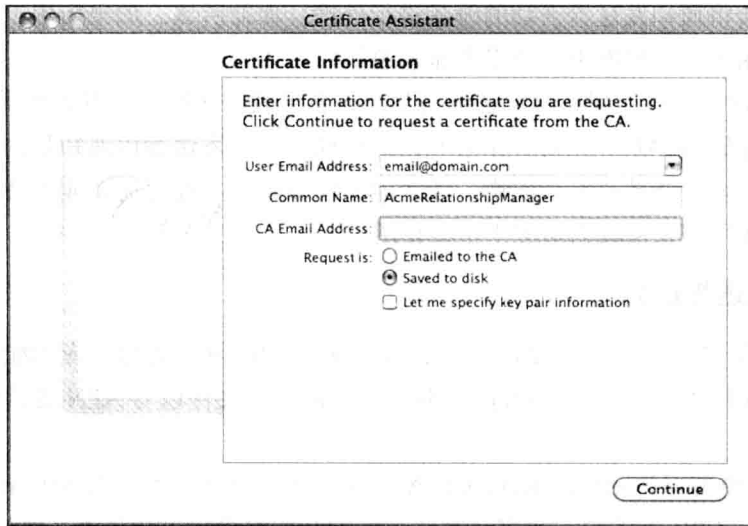 Certificate Assistant
Certificate Information
Enter information for the certificate you are requesting.
Click Continue to request a certificate from the CA.
User Email Address: email@domain.com
Common Name: AcmeRelationshipManager
CA Email Address:
Request is: Emailed to the CA
Saved to disk
Let me specify key pair information
Continue